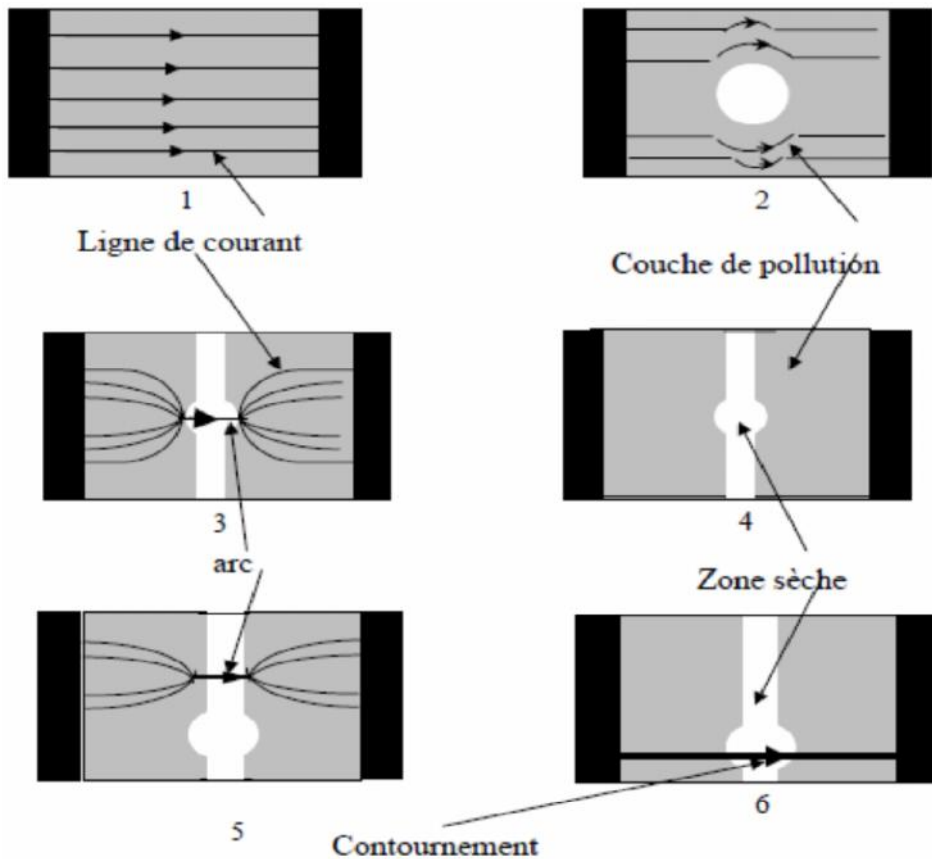 1
2
Ligne de courant
Couche de pollution
3
4
arc
Zone sèche
5
6
Contournement